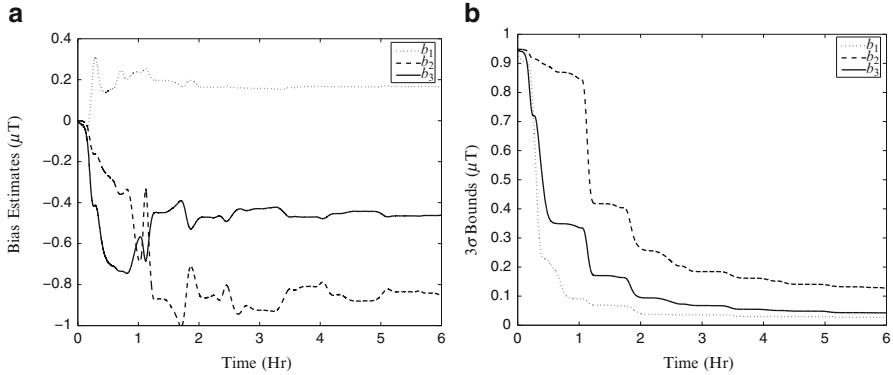 a
0.4
0.2
0
−0.2
−0.4
−0.6
−0.8
−1
Bias Estimates (μT)
0 1 2 3 4 5 6
Time (Hr)
b1
b2
b3
b
1
0.9
0.8
0.7
0.6
0.5
0.4
0.3
0.2
0.1
0
3σ Bounds (μT)
0 1 2 3 4 5 6
Time (Hr)
b1
b2
b3